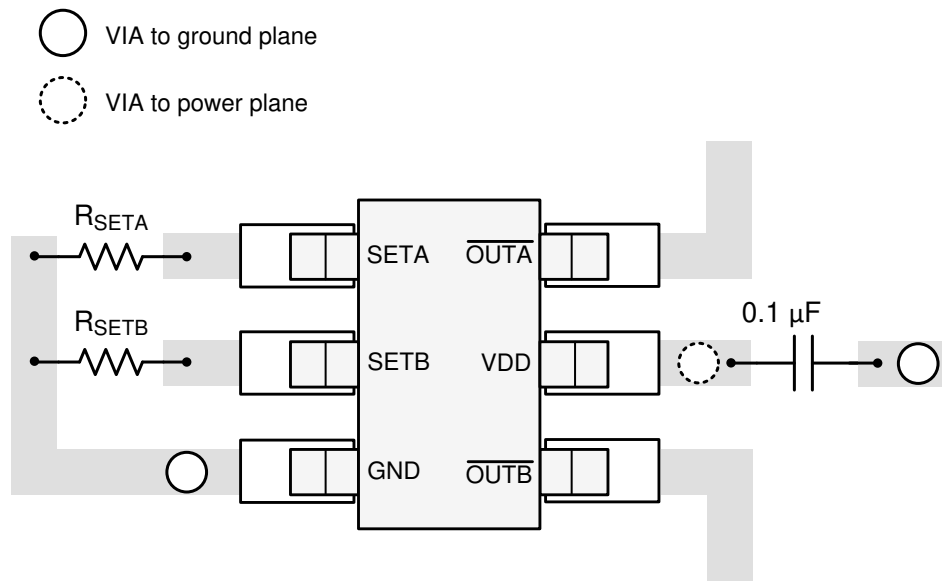 VIA to ground plane
VIA to power plane
RSETA
SETA
OUTA
RSETB
SETB
VDD
0.1 μF
GND
OUTB